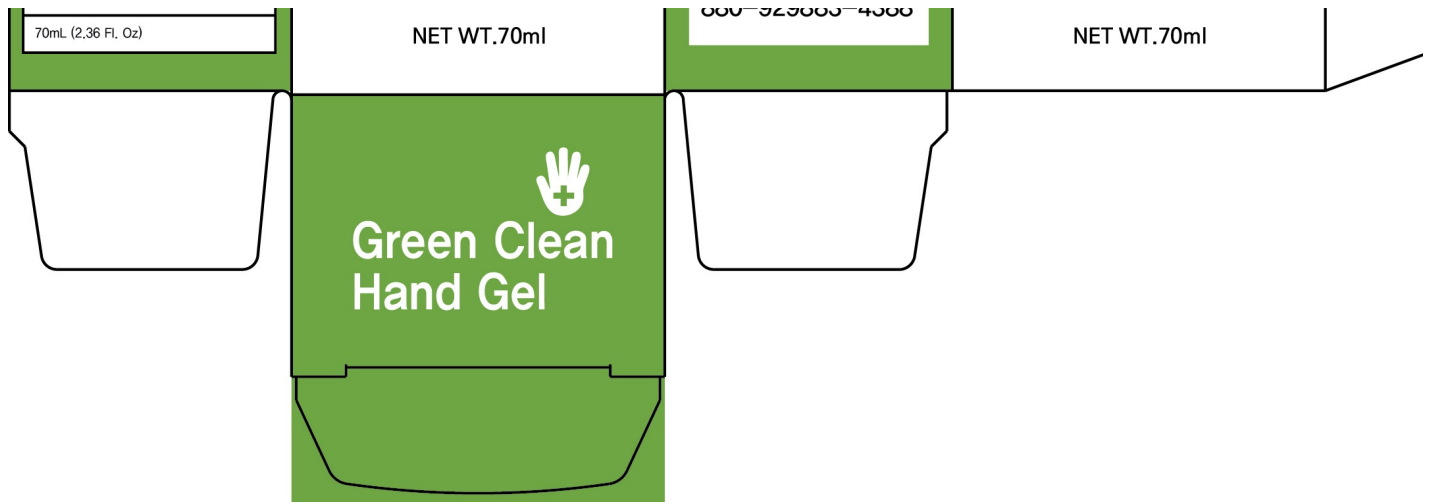 70mL (2.36 Fl. Oz)
NET WT.70ml
NET WT.70ml
Green Clean
Hand Gel